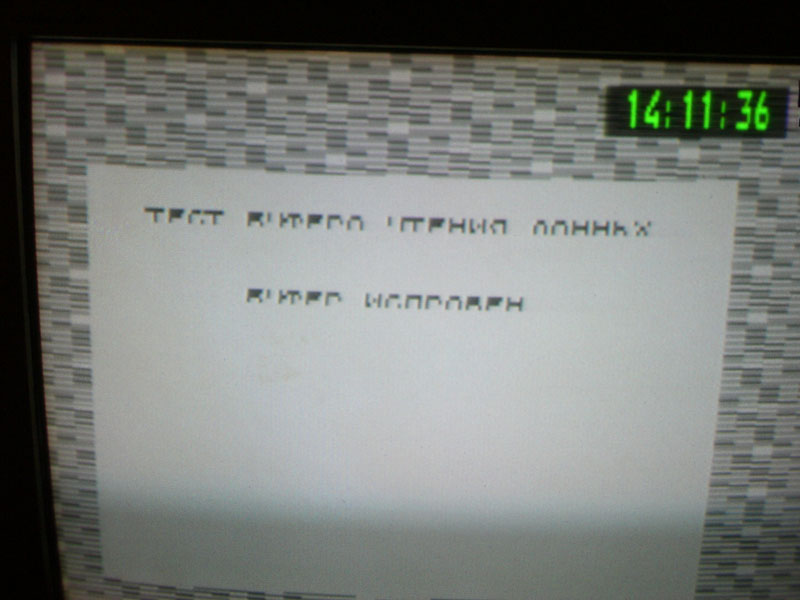 14:11:36
ТЕСТ БУФЕРА ЧТЕНИЯ ДАННЫХ
БУФЕР ИСПРАВЕН